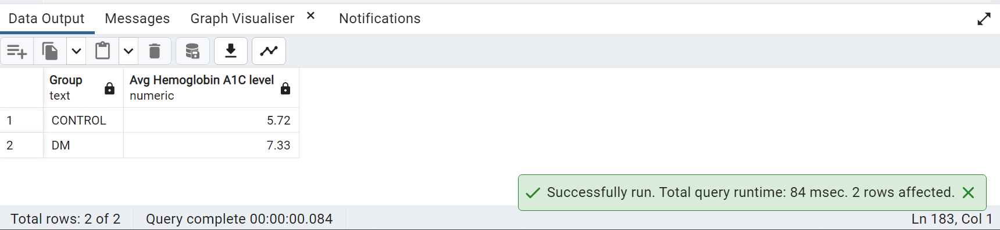 Data Output Messages Graph Visualiser Notifications
Group Avg Hemoglobin A1C level
text numeric
1 CONTROL 5.72
2 DM 7.33
Successfully run. Total query runtime: 84 msec. 2 rows affected.
Total rows: 2 of 2 Query complete 00:00:00.084 Ln 183, Col 1